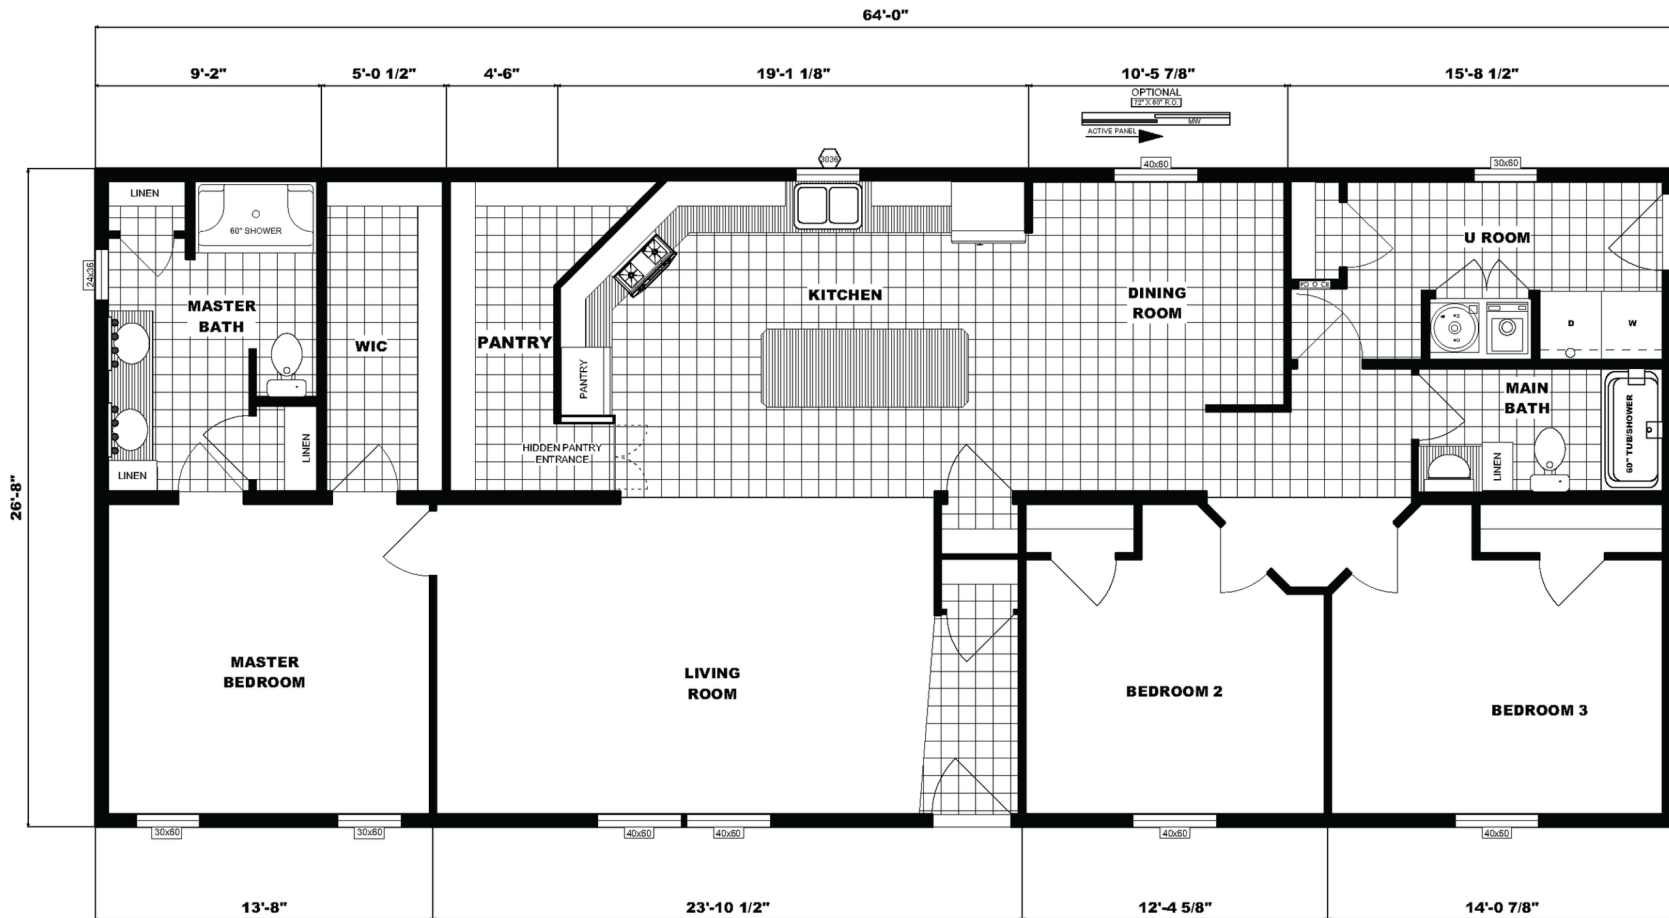 64'-0"
9'-2"
5'-0 1/2"
4'-6"
19'-1 1/8"
10'-5 7/8"
15'-8 1/2"
OPTIONAL
72" X 80" R.O.
MW
ACTIVE PANEL
3036
40x60
30x60
LINEN
60" SHOWER
24x36
MASTER
BATH
WIC
PANTRY
KITCHEN
DINING
ROOM
U ROOM
D
W
PANTRY
HIDDEN PANTRY
ENTRANCE
MAIN
BATH
60" TUB/SHOWER
LINEN
LINEN
LINEN
26'-8"
MASTER
BEDROOM
LIVING
ROOM
BEDROOM 2
BEDROOM 3
30x60
30x60
40x60
40x60
40x60
40x60
13'-8"
23'-10 1/2"
12'-4 5/8"
14'-0 7/8"